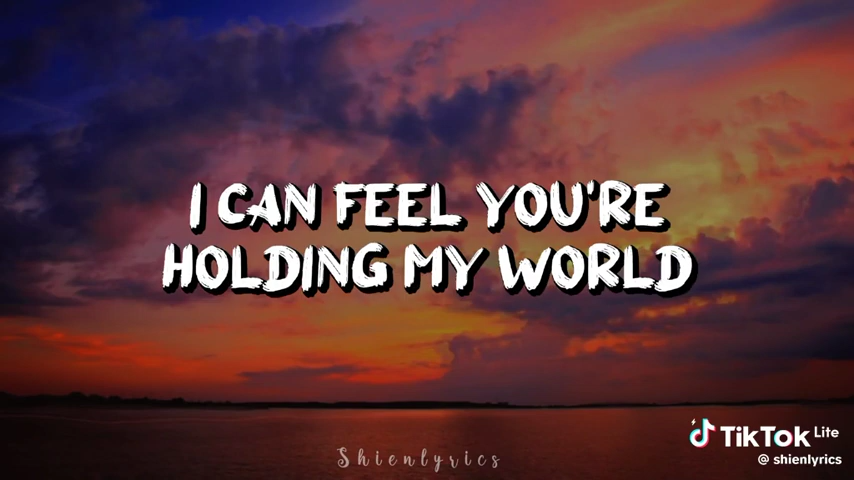 I CAN FEEL YOU'RE
HOLDING MY WORLD
TikTok Lite
@ shienlyrics
Shienlyrics